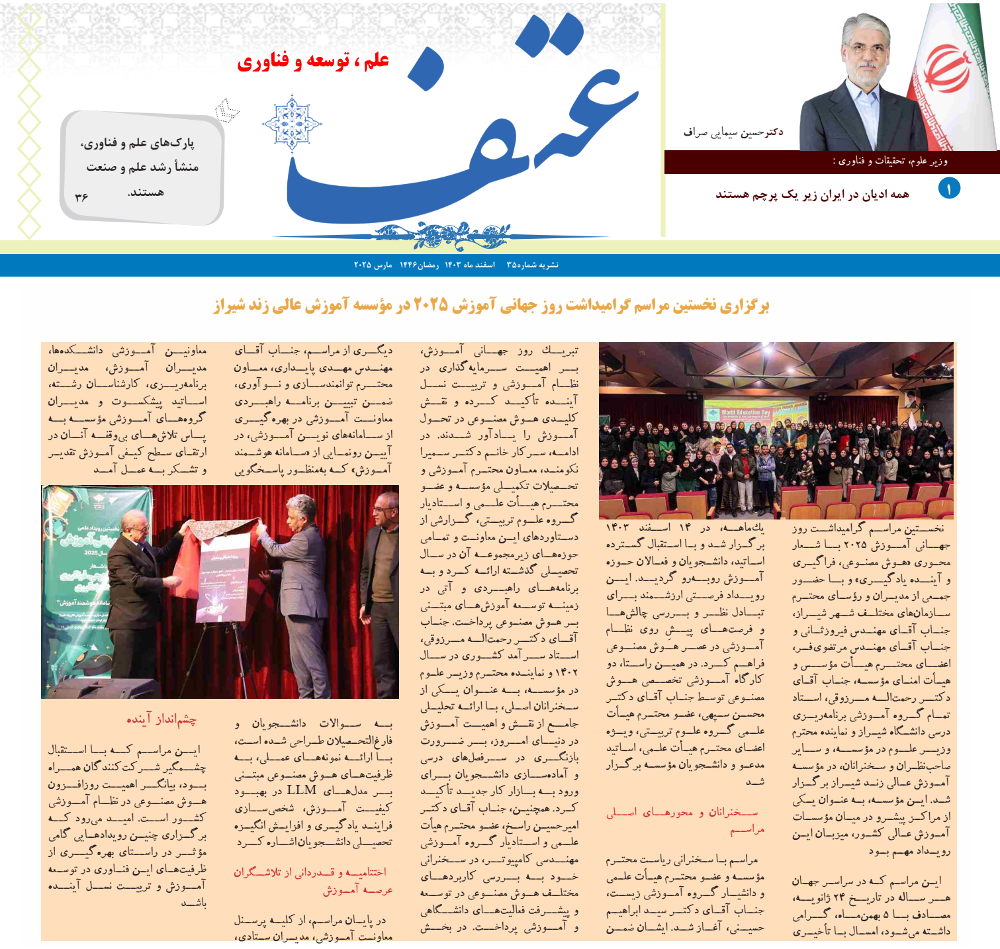 عتف
علم ، توسعه و فناوری
پارک‌های علم و فناوری،
منشأ رشد علم و صنعت
هستند.
۳۶
دکترحسین سیمایی صراف
وزیر علوم، تحقیقات و فناوری :
۱
همه ادیان در ایران زیر یک پرچم هستند
نشریه شماره۳۵ اسفند ماه ۱۴۰۳ رمضان۱۴۴۶ مارس ۲۰۲۵
برگزاری نخستین مراسم گرامیداشت روز جهانی آموزش ۲۰۲۵ در مؤسسه آموزش عالی زند شیراز
World Education Day
نخستین مراسم گرامیداشت روز
جهانی آموزش ۲۰۲۵ با شعار
محوری «هوش مصنوعی، فراگیری
و آینده یادگیری» و با حضور
جمعی از مدیران و رؤسای محترم
سازمان‌های مختلف شهر شیراز،
جناب آقای مهندس فیروزثانی و
جناب آقای مهندس مرتضوی‌فر،
اعضای محترم هیأت مؤسس و
هیأت امنای مؤسسه، جناب آقای
دکتر رحمت‌اله مرزوقی، استاد
تمام گروه آموزشی برنامه‌ریزی
درسی دانشگاه شیراز و نماینده محترم
وزیر علوم در مؤسسه، و سایر
صاحب‌نظران و سخنرانان، در مؤسسه
آموزش عالی زند شیراز برگزار
شد. این مؤسسه، به عنوان یکی
از مراکز پیشرو در میان مؤسسات
آموزش عالی کشور، میزبان این
رویداد مهم بود
این مراسم که در سراسر جهان
هر ساله در تاریخ ۲۴ ژانویه،
مصادف با ۵ بهمن‌ماه، گرامی
داشته می‌شود، امسال با تأخیری
یک‌ماهه، در ۱۴ اسفند ۱۴۰۳
برگزار شد و با استقبال گسترده
اساتید، دانشجویان و فعالان حوزه
آموزش روبه‌رو گردید. این
رویداد فرصتی ارزشمند برای
تبادل نظر و بررسی چالش‌ها
و فرصت‌های پیشِ روی نظام
آموزشی در عصر هوش مصنوعی
فراهم کرد. در همین راستا، دو
کارگاه آموزشی تخصصی هوش
مصنوعی توسط جناب آقای دکتر
محسن سپهی، عضو محترم هیأت
علمی گروه علوم تربیتی، ویژه
اعضای محترم هیأت علمی، اساتید
مدعو و دانشجویان مؤسسه برگزار
شد
سخنرانان و محورهای اصلی
مراسم
مراسم با سخنرانی ریاست محترم
مؤسسه و عضو محترم هیأت علمی
و دانشیار گروه آموزشی زیست،
جناب آقای دکتر سید ابراهیم
حسینی، آغاز شد. ایشان ضمن
تبریک روز جهانی آموزش،
بر اهمیت سرمایه‌گذاری در
نظام آموزشی و تربیت نسل
آینده تأکید کرده و نقش
کلیدی هوش مصنوعی در تحول
آموزش را یادآور شدند. در
ادامه، سرکار خانم دکتر سمیرا
نکومند، معاون محترم آموزشی و
تحصیلات تکمیلی مؤسسه و عضو
محترم هیأت علمی و استادیار
گروه علوم تربیتی، گزارشی از
دستاوردهای این معاونت و تمامی
حوزه‌های زیرمجموعه آن در سال
تحصیلی گذشته ارائه کرد و به
برنامه‌های راهبردی و آتی در
زمینه توسعه آموزش‌های مبتنی
بر هوش مصنوعی پرداخت. جناب
آقای دکتر رحمت‌اله مرزوقی،
استاد سرآمد کشوری در سال
۱۴۰۲ و نماینده محترم وزیر علوم
در مؤسسه، به عنوان یکی از
سخنرانان اصلی، با ارائه تحلیلی
جامع از نقش و اهمیت آموزش
در دنیای امروز، بر ضرورت
بازنگری در سرفصل‌های درسی
و آماده‌سازی دانشجویان برای
ورود به بازار کار جدید تأکید
کرد. همچنین، جناب آقای دکتر
امیرحسین راسخ، عضو محترم هیأت
علمی و استادیار گروه آموزشی
مهندسی کامپیوتر، در سخنرانی
خود به بررسی کاربردهای
مختلف هوش مصنوعی در توسعه
و پیشرفت فعالیت‌های دانشگاهی
و آموزشی پرداخت. در بخش
دیگری از مراسم، جناب آقای
مهندس مهدی پایداری، معاون
محترم توانمندسازی و نوآوری،
ضمن تبیین برنامه راهبردی
معاونت آموزشی در بهره‌گیری
از سامانه‌های نوین آموزشی، در
آیین رونمایی از «سامانه هوشمند
آموزش» که به‌منظور پاسخگویی
به سوالات دانشجویان و
فارغ‌التحصیلان طراحی شده است،
با ارائه نمونه‌های عملی، به
ظرفیت‌های هوش مصنوعی مبتنی
بر مدل‌های LLM در بهبود
کیفیت آموزش، شخصی‌سازی
فرایند یادگیری و افزایش انگیزه
تحصیلی دانشجویان اشاره کرد
اختتامیه و قدردانی از تلاشگران
عرصه آموزش
در پایان مراسم، از کلیه پرسنل
معاونت آموزشی، مدیران ستادی،
معاونین آموزشی دانشکده‌ها،
مدیران آموزش، مدیران
برنامه‌ریزی، کارشناسان رشته،
اساتید پیشکسوت و مدیران
گروه‌های آموزشی مؤسسه به
پاس تلاش‌های بی‌وقفه آنان در
ارتقای سطح کیفی آموزش تقدیر
و تشکر به عمل آمد
نخستین رویداد علمی
جهانی آموزش
سال 2025
باشعار
سامانه هوشمند آموزش"
چشم‌انداز آینده
این مراسم که با استقبال
چشمگیر شرکت‌کنندگان همراه
بود، بیانگر اهمیت روزافزون
هوش مصنوعی در نظام آموزشی
کشور است. امید می‌رود که
برگزاری چنین رویدادهایی گامی
مؤثر در راستای بهره‌گیری از
ظرفیت‌های این فناوری در توسعه
آموزش و تربیت نسل آینده
باشد